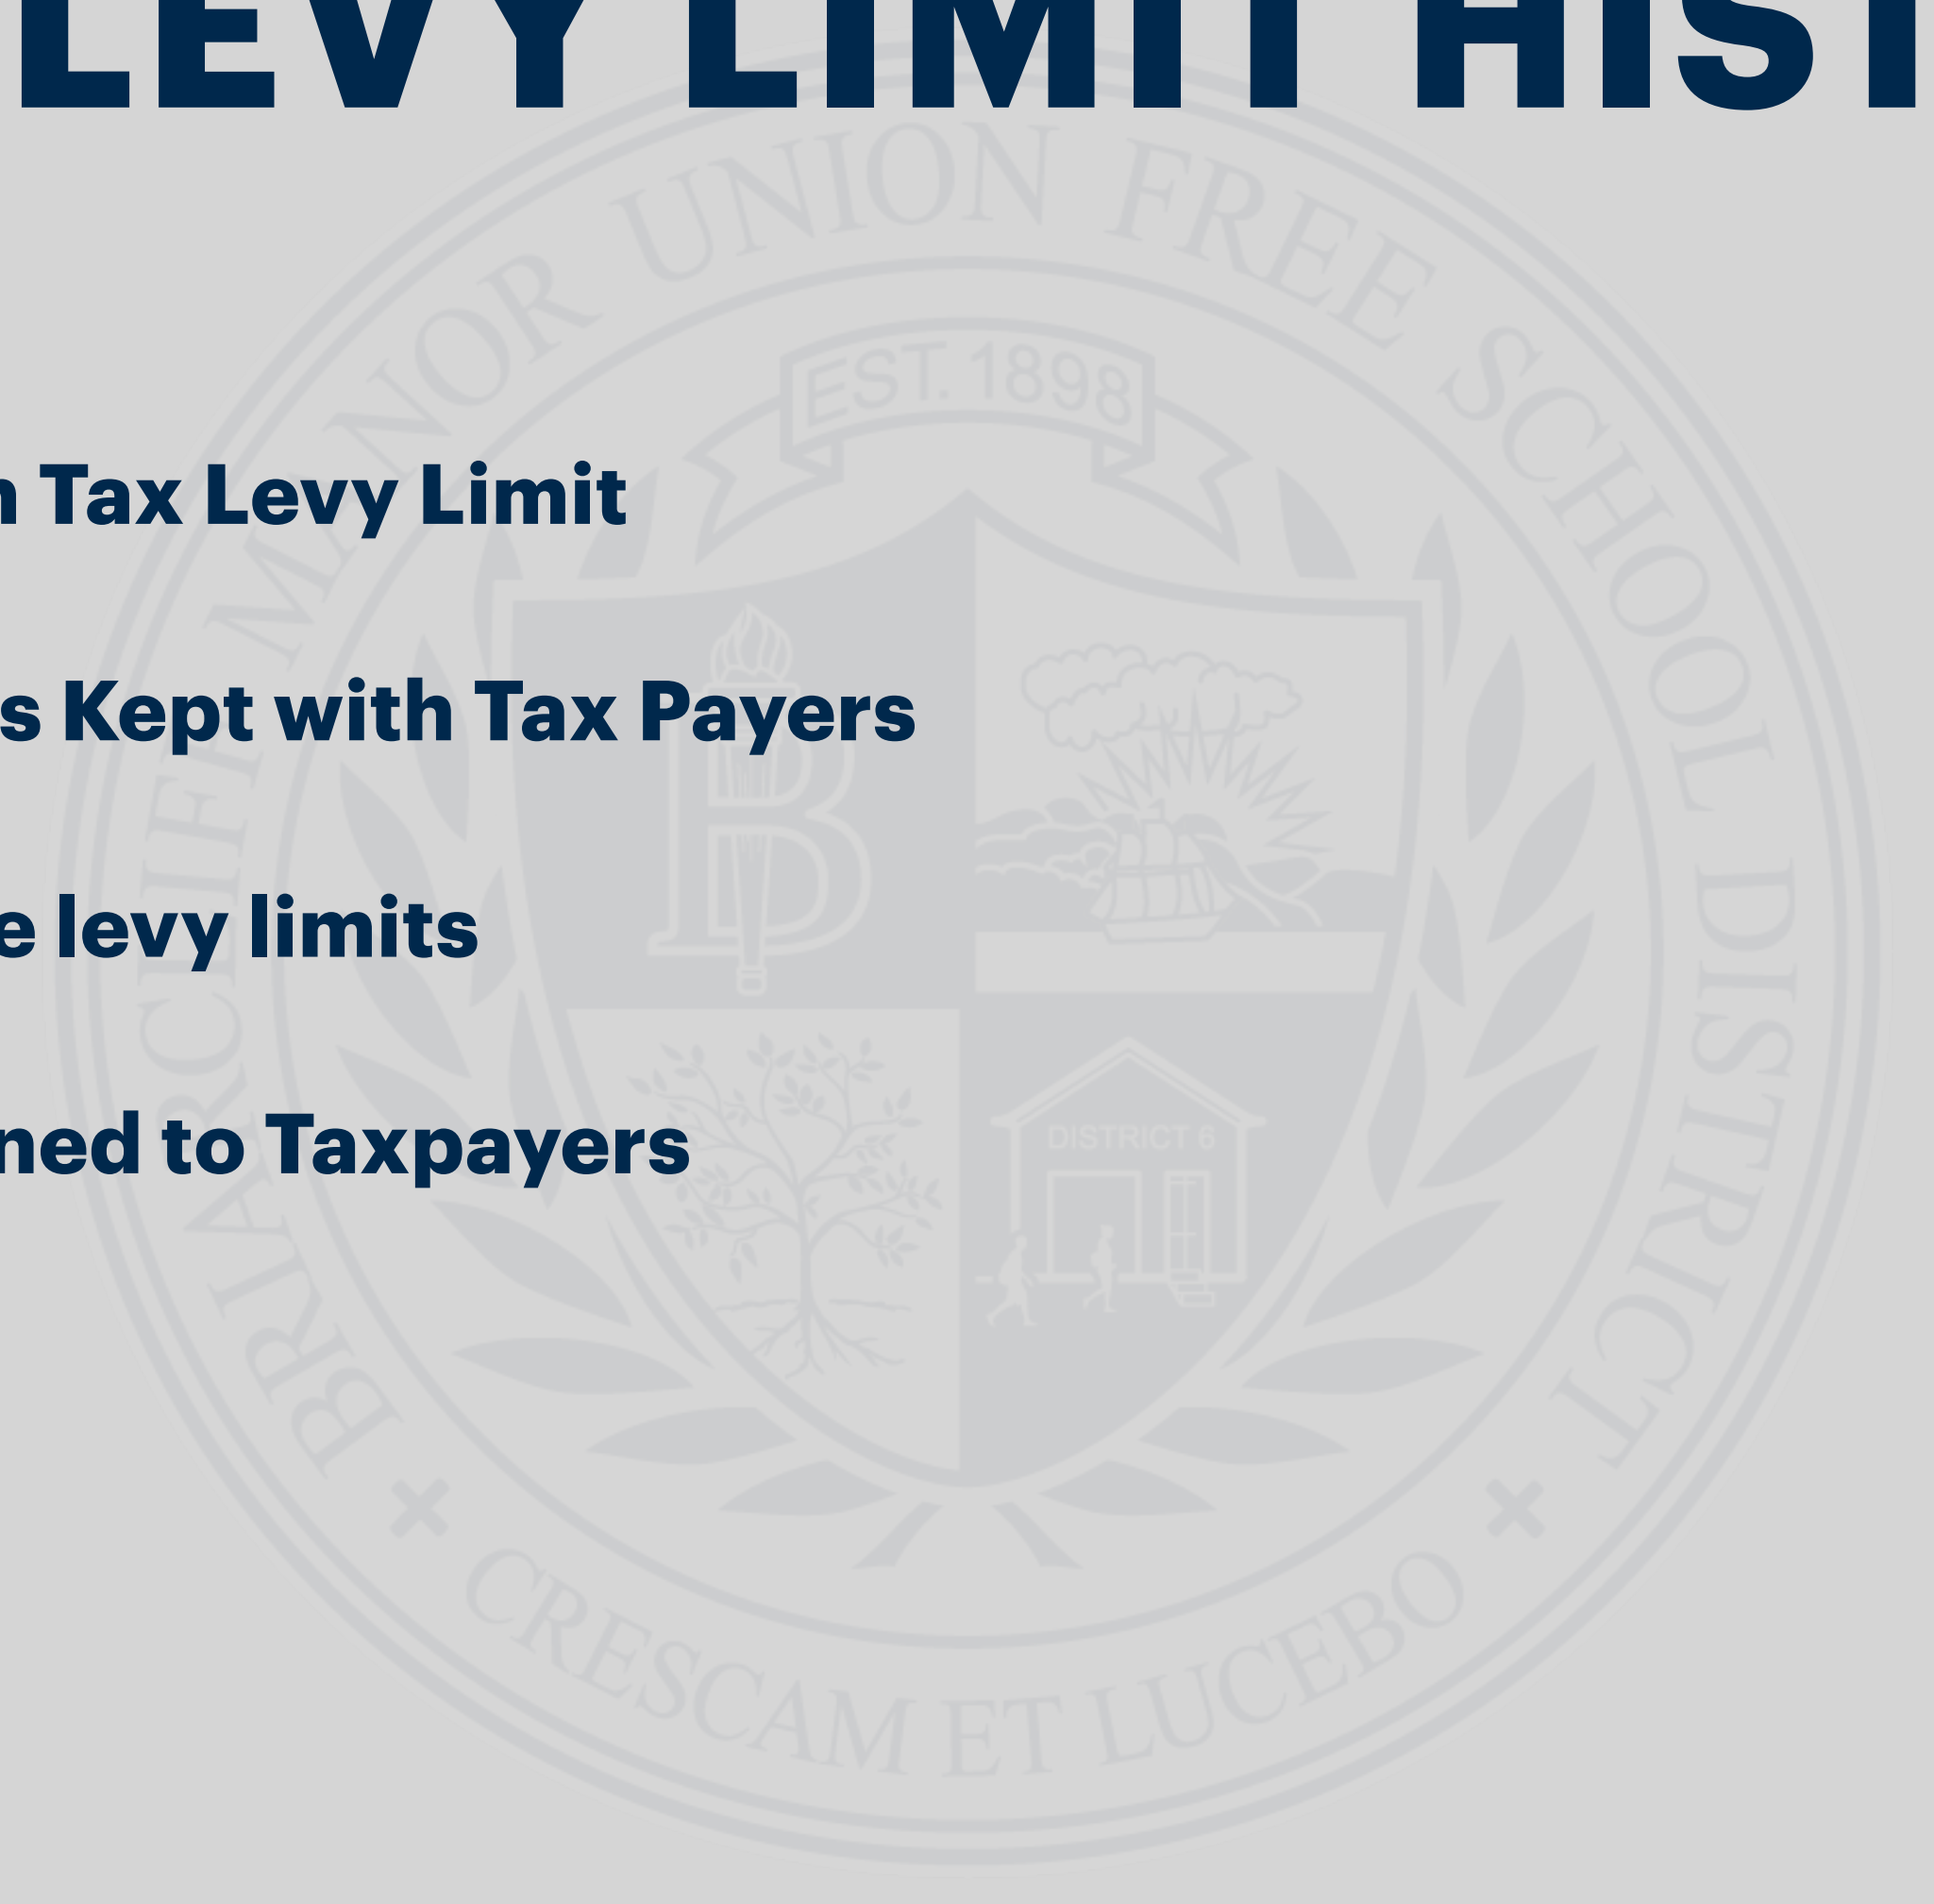 LEVY LIMIT HIST
n Tax Levy Limit
s Kept with Tax Payers
e levy limits
ned to Taxpayers
BRIARCLIFF MANOR UNION FREE SCHOOL DISTRICT
EST. 1898
DISTRICT 6
CRESCAM ET LUCEBO